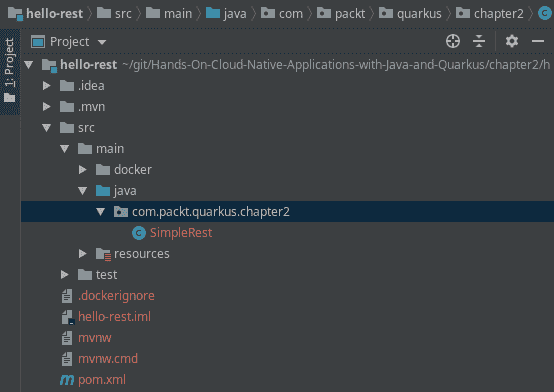 hello-rest src main java com packt quarkus chapter2
1: Project
Project
hello-rest ~/git/Hands-On-Cloud-Native-Applications-with-Java-and-Quarkus/chapter2/h
.idea
.mvn
src
main
docker
java
com.packt.quarkus.chapter2
SimpleRest
resources
test
.dockerignore
hello-rest.iml
mvnw
mvnw.cmd
pom.xml